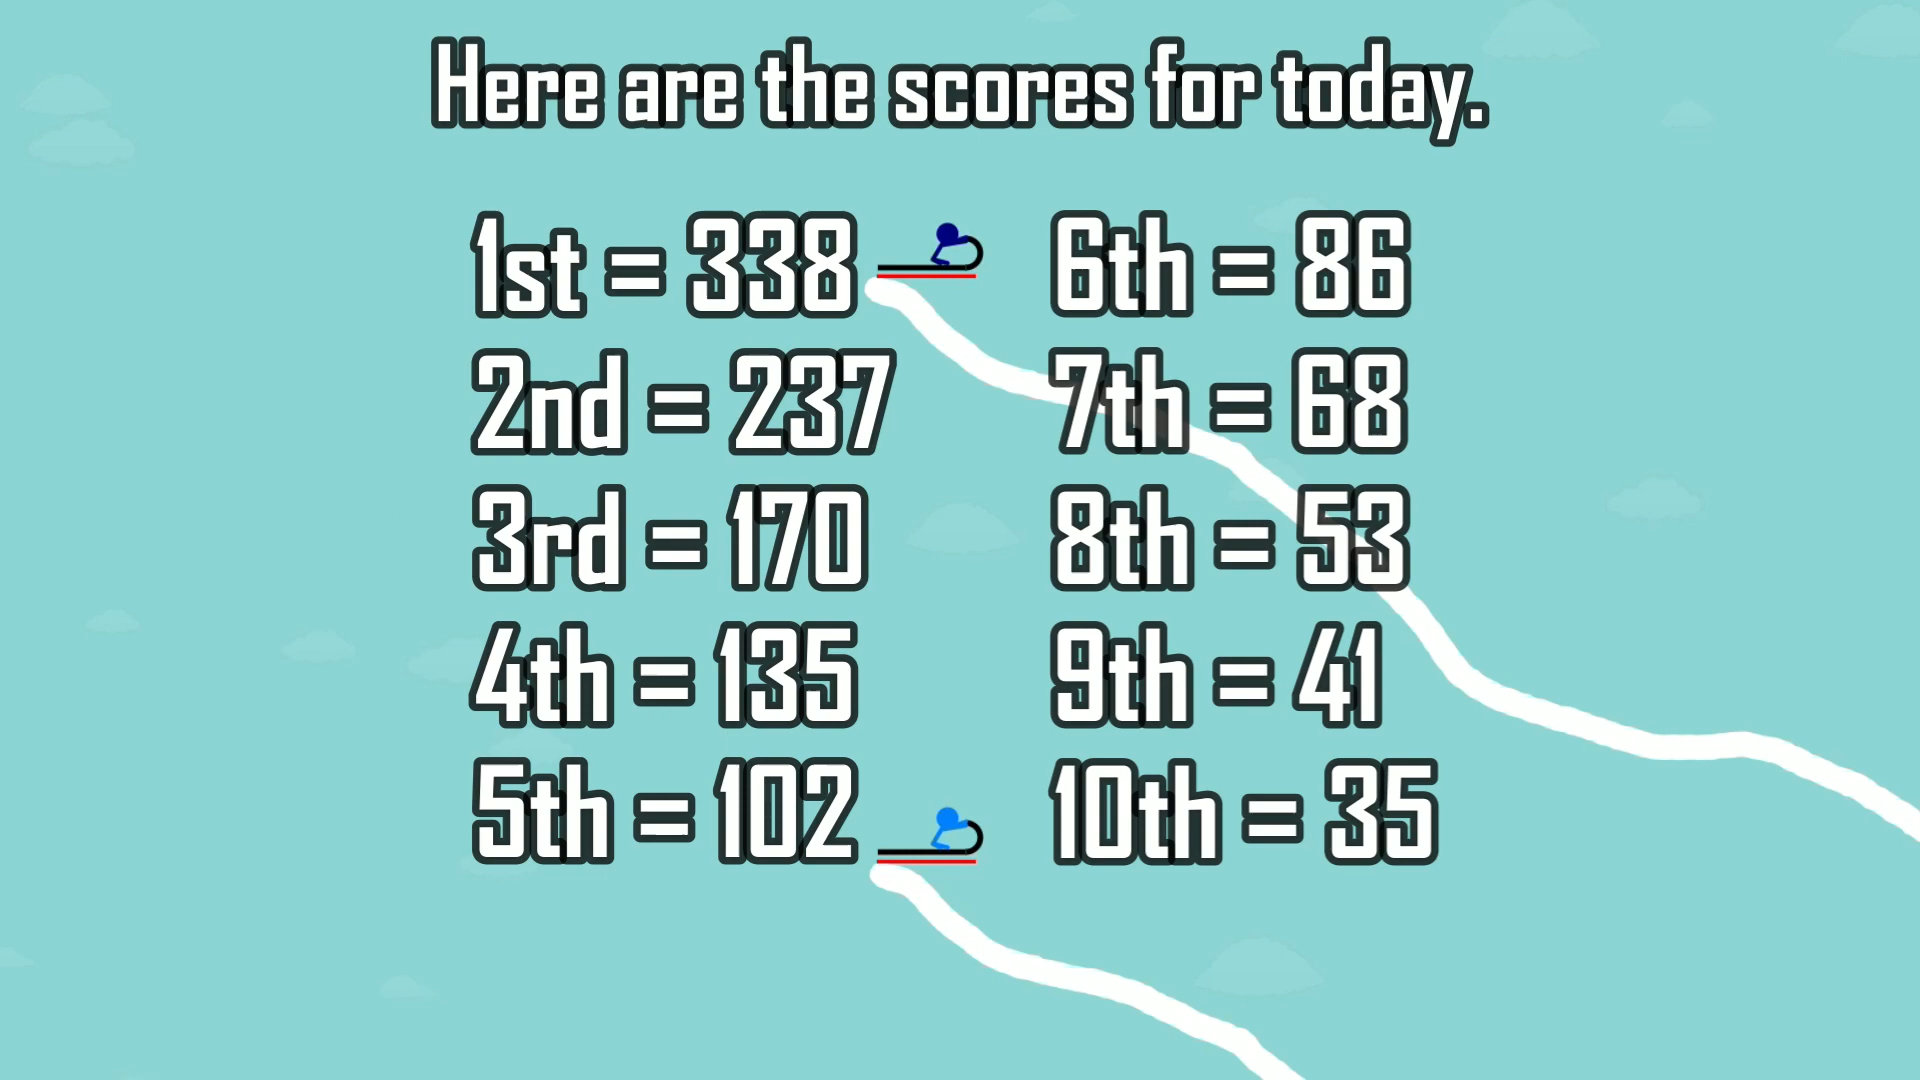 Here are the scores for today.
1st = 338
2nd = 237
3rd = 170
4th = 135
5th = 102
6th = 86
7th = 68
8th = 53
9th = 41
10th = 35